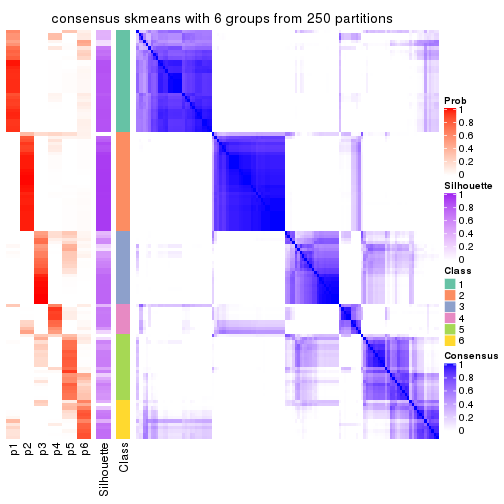 consensus skmeans with 6 groups from 250 partitions
Prob
1
0.8
0.6
0.4
0.2
0
Silhouette
1
0.8
0.6
0.4
0.2
0
Class
1
2
3
4
5
6
Consensus
1
0.8
0.6
0.4
0.2
0
p1
p2
p3
p4
p5
p6
Silhouette
Class